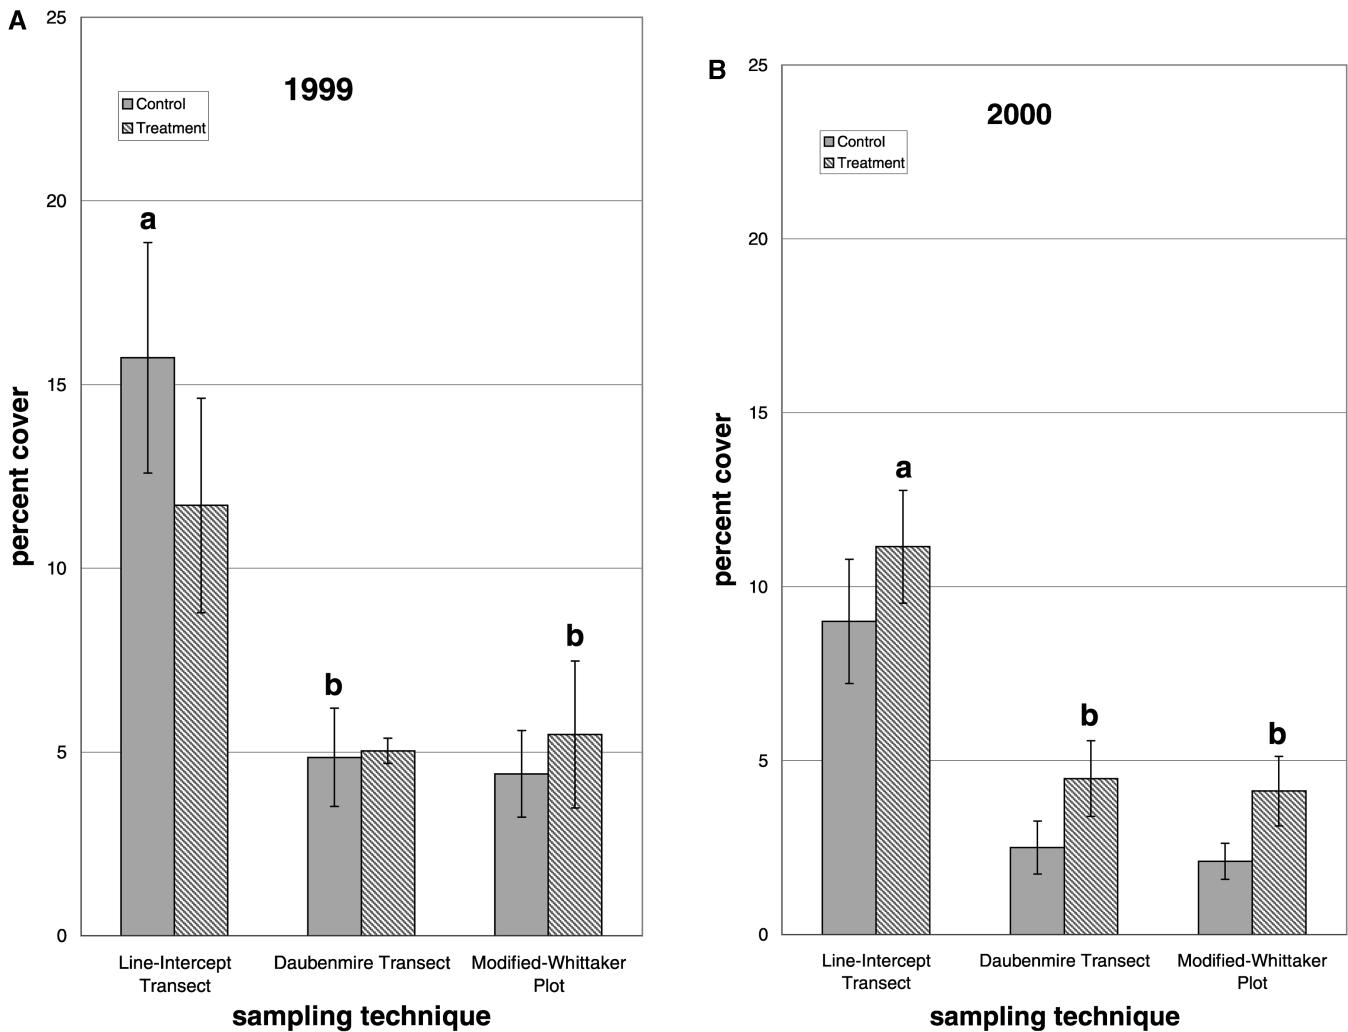 A
25
1999
Control
Treatment
20
a
15
percent cover
10
b
b
5
0
Line-Intercept
Transect
Daubenmire Transect
Modified-Whittaker
Plot
sampling technique
B
25
2000
Control
Treatment
20
15
a
percent cover
10
b
b
5
0
Line-Intercept
Transect
Daubenmire Transect
Modified-Whittaker
Plot
sampling technique